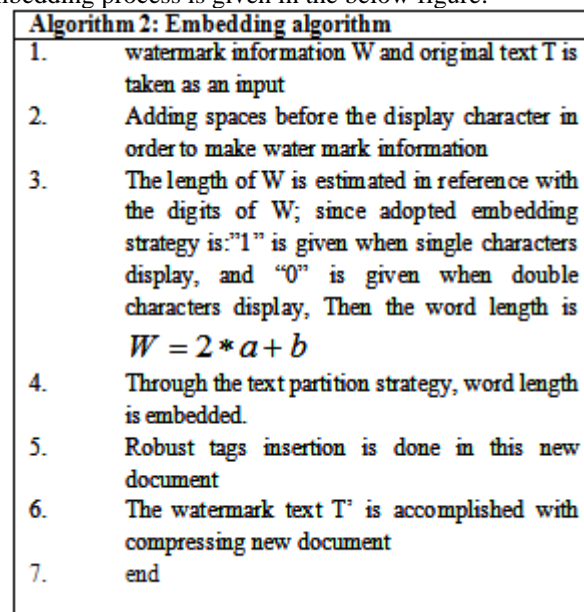 bedding process is given in the below figure.
Algorithm 2: Embedding algorithm
1. watermark information W and original text T is
taken as an input
2. Adding spaces before the display character in
order to make water mark information
3. The length of W is estimated in reference with
the digits of W; since adopted embedding
strategy is:”1” is given when single characters
display, and “0” is given when double
characters display, Then the word length is
W = 2 * a + b
4. Through the text partition strategy, word length
is embedded.
5. Robust tags insertion is done in this new
document
6. The watermark text T’ is accomplished with
compressing new document
7. end